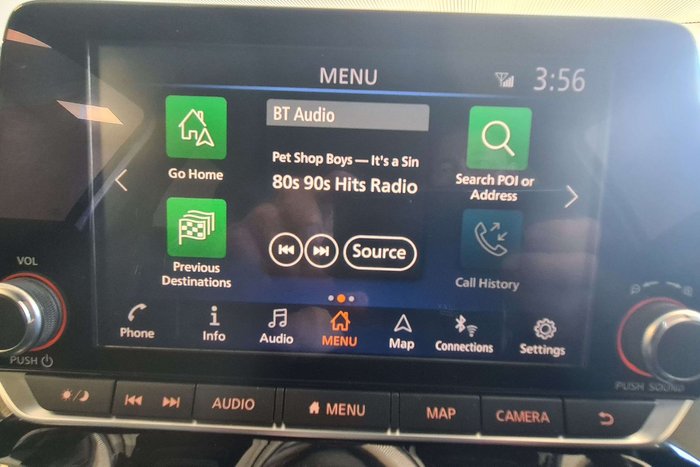 MENU
3:56
BT Audio
Go Home
Pet Shop Boys — It's a Sin
80s 90s Hits Radio
Search POI or
Address
Previous
Destinations
Source
Call History
Phone
Info
Audio
MENU
Map
Connections
Settings
VOL
PUSH
PUSH SOUND
AUDIO
MENU
MAP
CAMERA